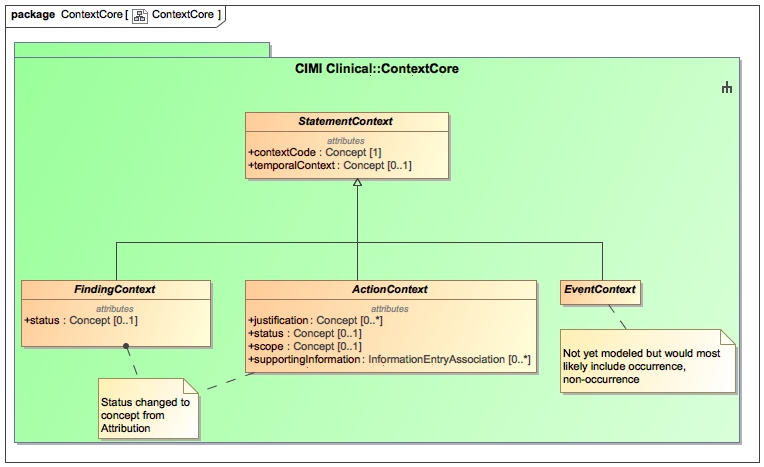 package ContextCore [ ContextCore ]
CIMI Clinical::ContextCore
StatementContext
attributes
+contextCode : Concept [1]
+temporalContext : Concept [0..1]
FindingContext
attributes
+status : Concept [0..1]
ActionContext
attributes
+justification : Concept [0..*]
+status : Concept [0..1]
+scope : Concept [0..1]
+supportingInformation : InformationEntryAssociation [0..*]
EventContext
Not yet modeled but would most
likely include occurrence,
non-occurrence
Status changed to
concept from
Attribution